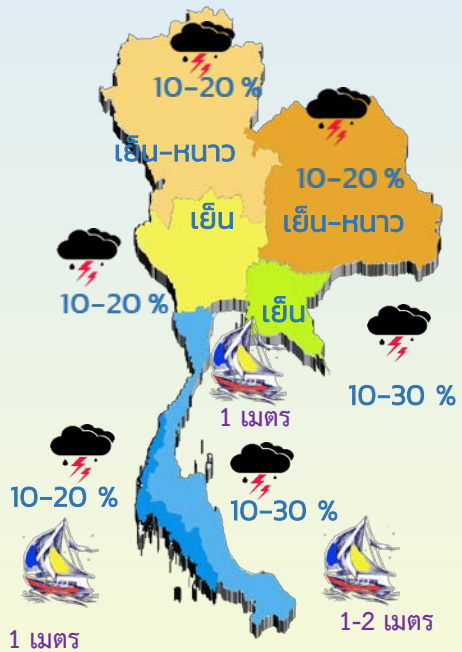 10-20 %
เย็น-หนาว
10-20 %
เย็น
เย็น-หนาว
10-20 %
เย็น
10-30 %
1 เมตร
10-20 %
10-30 %
1-2 เมตร
1 เมตร